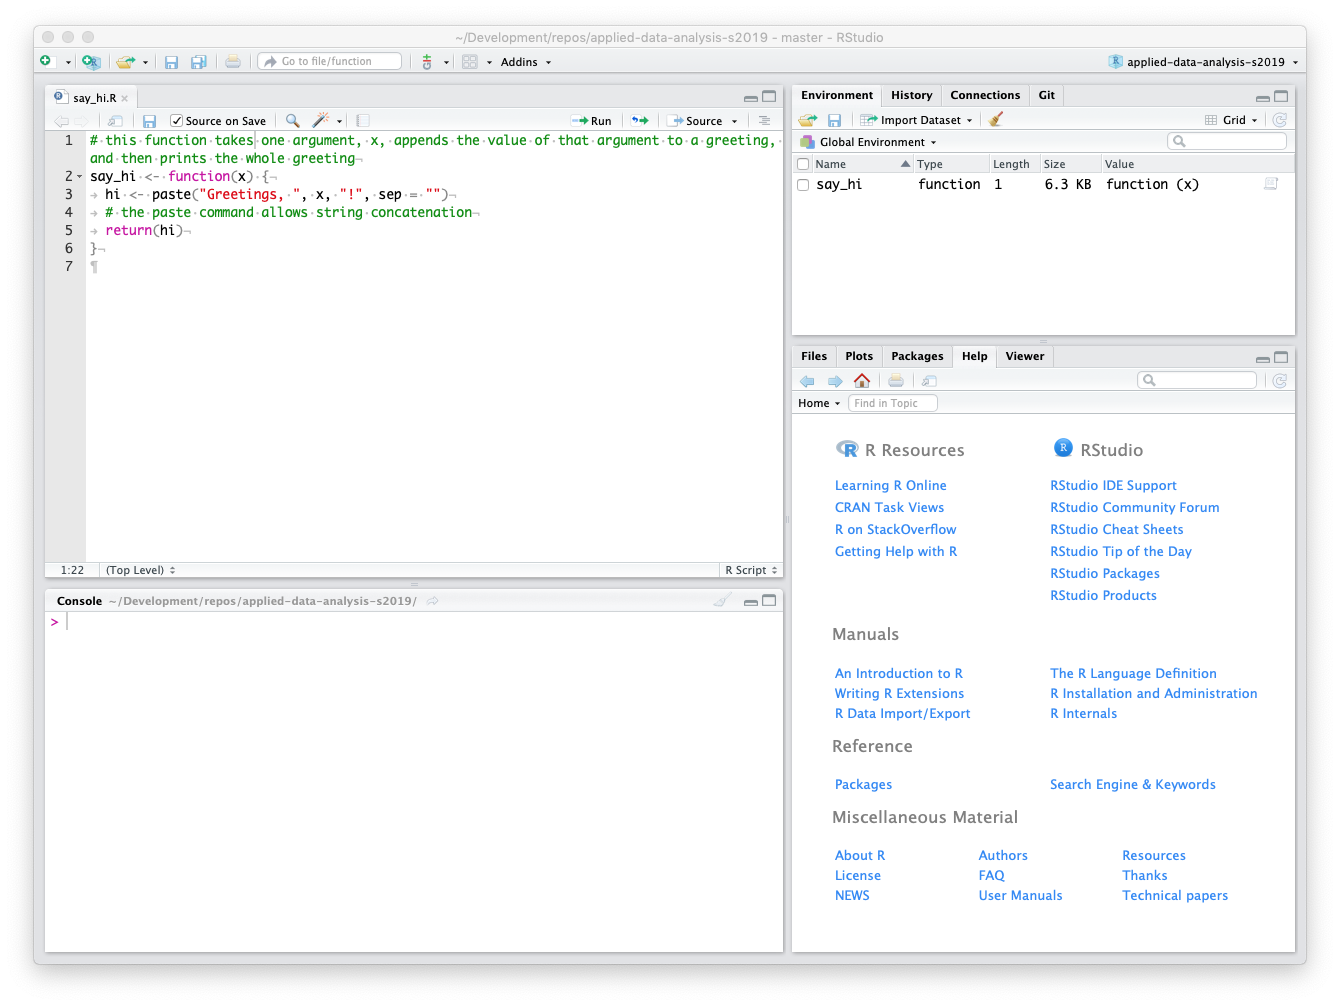 ~/Development/repos/applied-data-analysis-s2019 - master - RStudio
Go to file/function
Addins
applied-data-analysis-s2019
say_hi.R
Source on Save
Run
Source
1 # this function takes one argument, x, appends the value of that argument to a greeting,
and then prints the whole greeting
2 say_hi <- function(x) {
3 hi <- paste("Greetings, ", x, "!", sep = "")
4 # the paste command allows string concatenation
5 return(hi)
6 }
7
1:22 (Top Level) R Script
Console ~/Development/repos/applied-data-analysis-s2019/
>
Environment History Connections Git
Import Dataset Grid
Global Environment
Name Type Length Size Value
say_hi function 1 6.3 KB function (x)
Files Plots Packages Help Viewer
Home Find in Topic
R Resources
Learning R Online
CRAN Task Views
R on StackOverflow
Getting Help with R
R RStudio
RStudio IDE Support
RStudio Community Forum
RStudio Cheat Sheets
RStudio Tip of the Day
RStudio Packages
RStudio Products
Manuals
An Introduction to R The R Language Definition
Writing R Extensions R Installation and Administration
R Data Import/Export R Internals
Reference
Packages Search Engine & Keywords
Miscellaneous Material
About R Authors Resources
License FAQ Thanks
NEWS User Manuals Technical papers